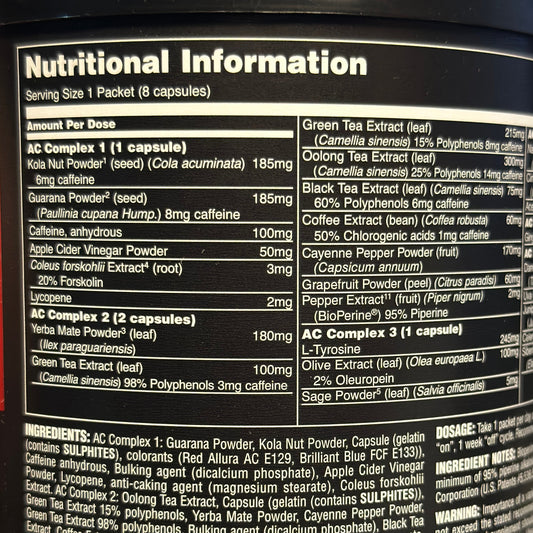 Nutritional Information
Serving Size 1 Packet (8 capsules)
Amount Per Dose
AC Complex 1 (1 capsule)
Kola Nut Powder¹ (seed) (Cola acuminata) 185mg
6mg caffeine
Guarana Powder² (seed) 185mg
(Paullinia cupana Hump.) 8mg caffeine
Caffeine, anhydrous 100mg
Apple Cider Vinegar Powder 50mg
Coleus forskohlii Extract⁴ (root) 3mg
20% Forskolin
Lycopene 2mg
AC Complex 2 (2 capsules)
Yerba Mate Powder³ (leaf) 180mg
(Ilex paraguariensis)
Green Tea Extract (leaf) 100mg
(Camellia sinensis) 98% Polyphenols 3mg caffeine
Green Tea Extract (leaf) 215mg
(Camellia sinensis) 15% Polyphenols 8mg caffeine
Oolong Tea Extract (leaf) 300mg
(Camellia sinensis) 25% Polyphenols 14mg caffeine
Black Tea Extract (leaf) (Camellia sinensis) 75mg
60% Polyphenols 6mg caffeine
Coffee Extract (bean) (Coffea robusta) 60mg
50% Chlorogenic acids 1mg caffeine
Cayenne Pepper Powder (fruit) 170mg
(Capsicum annuum)
Grapefruit Powder (peel) (Citrus paradisi) 60mg
Pepper Extract¹¹ (fruit) (Piper nigrum) 2mg
(BioPerine®) 95% Piperine
AC Complex 3 (1 capsule)
L-Tyrosine 245mg
Olive Extract (leaf) (Olea europaea L.) 100mg
2% Oleuropein
Sage Powder⁵ (leaf) (Salvia officinalis) 5mg
INGREDIENTS: AC Complex 1: Guarana Powder, Kola Nut Powder, Capsule (gelatin
(contains SULPHITES), colorants (Red Allura AC E129, Brilliant Blue FCF E133)),
Caffeine anhydrous, Bulking agent (dicalcium phosphate), Apple Cider Vinegar
Powder, Lycopene, anti-caking agent (magnesium stearate), Coleus forskohlii
Extract. AC Complex 2: Oolong Tea Extract, Capsule (gelatin (contains SULPHITES)),
Green Tea Extract 15% polyphenols, Yerba Mate Powder, Cayenne Pepper Powder,
Green Tea Extract 98% polyphenols, Bulking agent (dicalcium phosphate), Black Tea
DOSAGE: Take 1 packet per day
"on", 1 week "off" cycle.
INGREDIENT NOTES:
minimum of 95% piperine
Corporation (U.S. Patents
WARNING: Importance of a
not exceed the stated